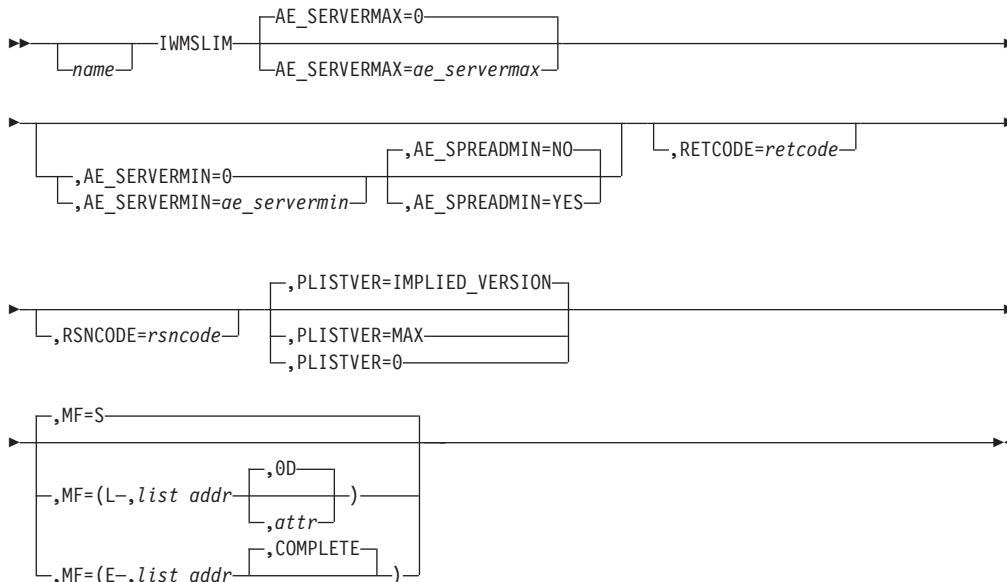 AE_SERVERMAX=0
name IWMSLIM
AE_SERVERMAX=ae_servermax
,AE_SPREADMIN=NO ,RETCODE=retcode
,AE_SERVERMIN=0
,AE_SERVERMIN=ae_servermin ,AE_SPREADMIN=YES
,PLISTVER=IMPLIED_VERSION
,RSNCODE=rsncode ,PLISTVER=MAX
,PLISTVER=0
,MF=S
,0D
,MF=(L ,list addr )
,attr
,COMPLETE
,MF=(E ,list addr )